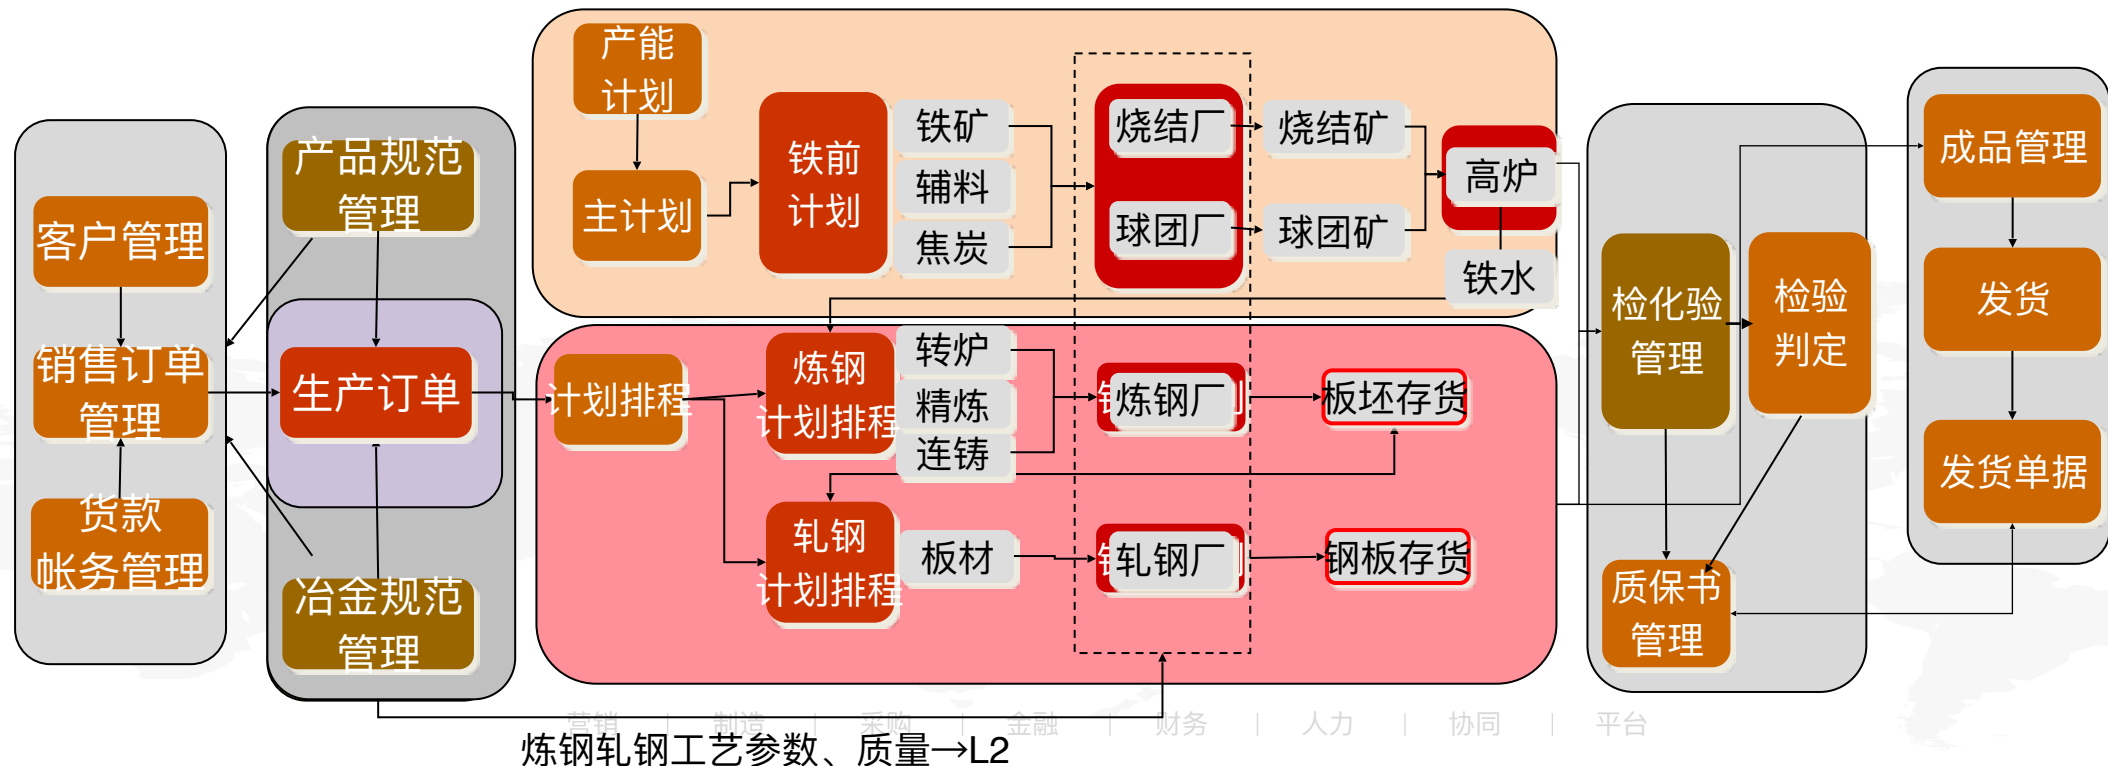 客户管理
销售订单
管理
货款
帐务管理
产品规范
管理
生产订单
冶金规范
管理
产能
计划
主计划
铁前
计划
铁矿
辅料
焦炭
烧结厂
球团厂
烧结矿
球团矿
高炉
铁水
计划排程
炼钢
计划排程
转炉
精炼
连铸
炼钢厂
板坯存货
轧钢
计划排程
板材
轧钢厂
钢板存货
检化验
管理
检验
判定
质保书
管理
成品管理
发货
发货单据
营销 | 制造 | 采购 | 金融 | 财务 | 人力 | 协同 | 平台
炼钢轧钢工艺参数、质量→L2